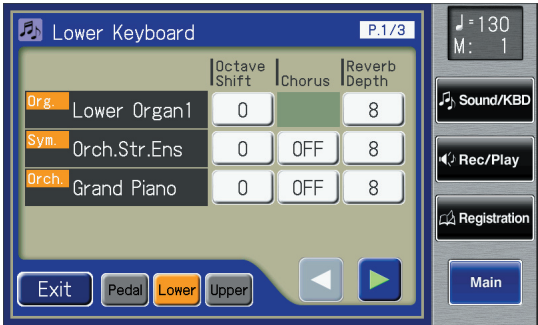 Lower Keyboard
P.1/3
♩=130
M: 1
Octave Shift
Chorus
Reverb Depth
Org. Lower Organ1 0 8
Sym. Orch.Str.Ens 0 OFF 8
Orch. Grand Piano 0 OFF 8
Sound/KBD
Rec/Play
Registration
Exit
Pedal
Lower
Upper
Main